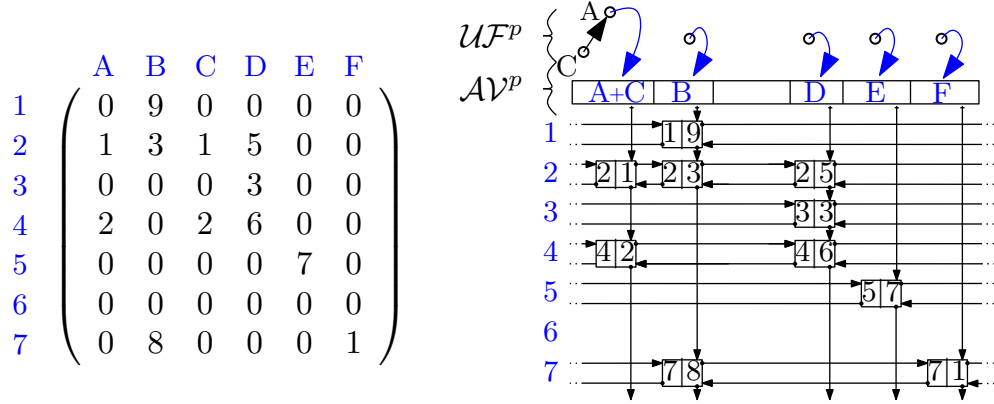 A B C D E F
1 0 9 0 0 0 0
2 1 3 1 5 0 0
3 0 0 0 3 0 0
4 2 0 2 6 0 0
5 0 0 0 0 7 0
6 0 0 0 0 0 0
7 0 8 0 0 0 1
A
UFᵖ
C
AVᵖ
A+C B D E F
1 1|9
2 2|1 2|3 2|5
3 3|3
4 4|2 4|6
5 5|7
6
7 7|8 7|1